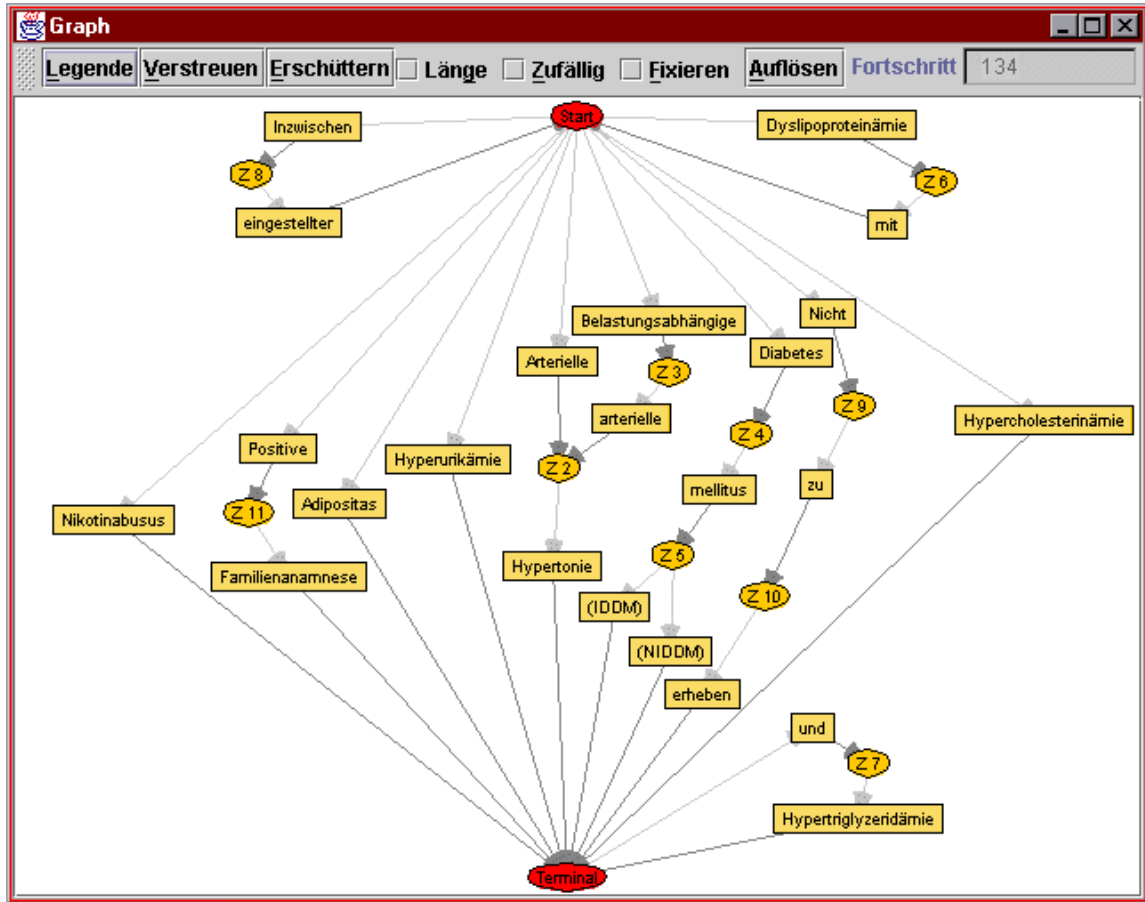 Graph
Legende Verstreuen Erschüttern Länge Zufällig Fixieren Auflösen Fortschritt 134
Inzwischen
Start
Dyslipoproteinämie
Z 8
Z 6
eingestellter
mit
Belastungsabhängige
Nicht
Arterielle
Diabetes
Z 3
Z 9
arterielle
Hypercholesterinämie
Z 4
Positive
Hyperurikämie
Z 2
zu
mellitus
Adipositas
Z 11
Nikotinabusus
Z 5
Hypertonie
Familienanamnese
Z 10
(IDDM)
(NIDDM)
erheben
und
Z 7
Hypertriglyzeridämie
Terminal